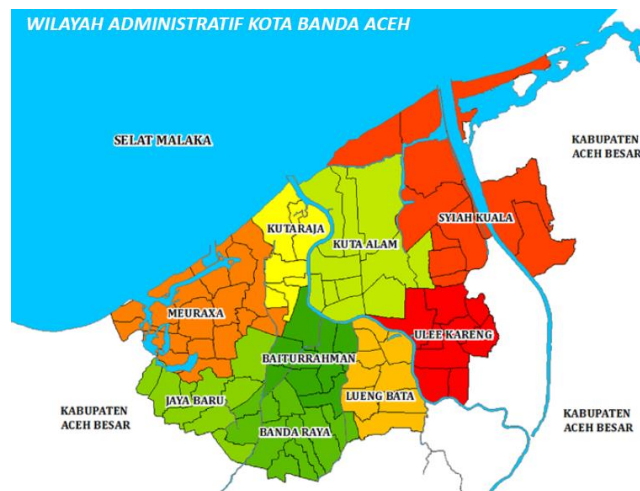 WILAYAH ADMINISTRATIF KOTA BANDA ACEH
SELAT MALAKA
KABUPATEN
ACEH BESAR
SYIAH KUALA
KUTARAJA
KUTA ALAM
MEURAXA
ULEE KARENG
BAITURRAHMAN
JAYA BARU
LUENG BATA
KABUPATEN
ACEH BESAR
BANDA RAYA
KABUPATEN
ACEH BESAR